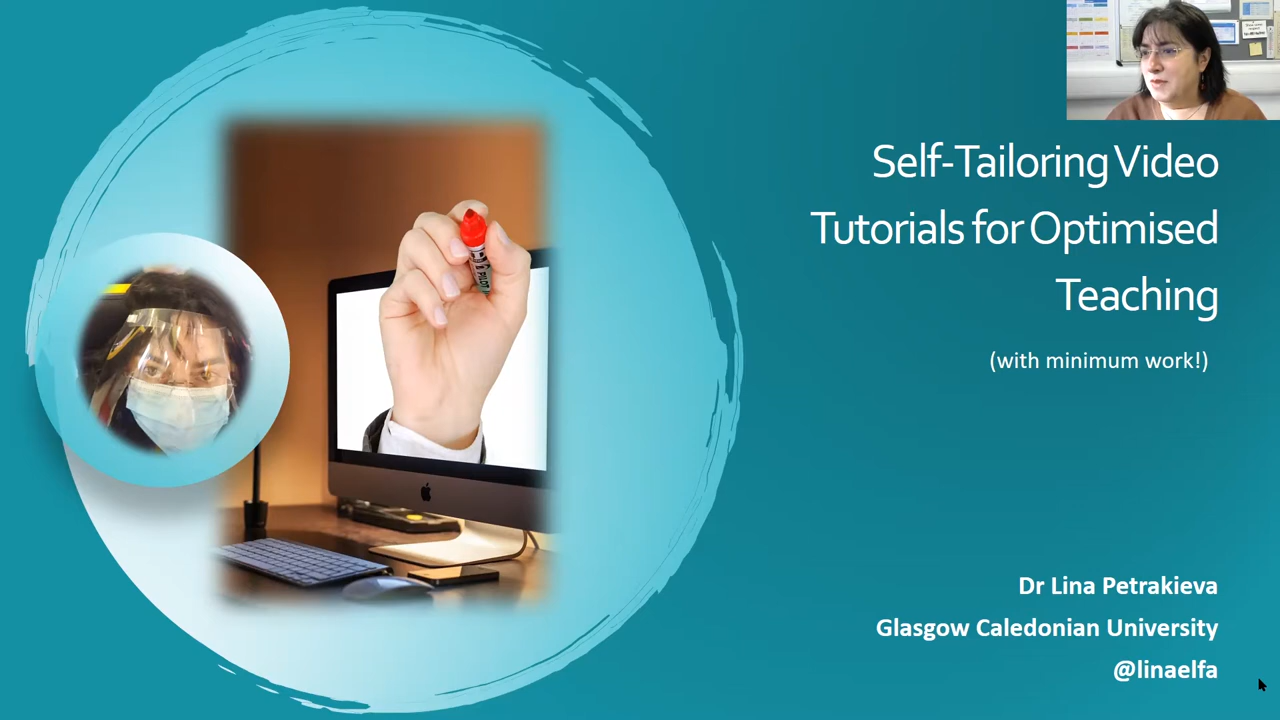 Self-Tailoring Video
Tutorials for Optimised
Teaching
(with minimum work!)
Dr Lina Petrakieva
Glasgow Caledonian University
@linaelfa